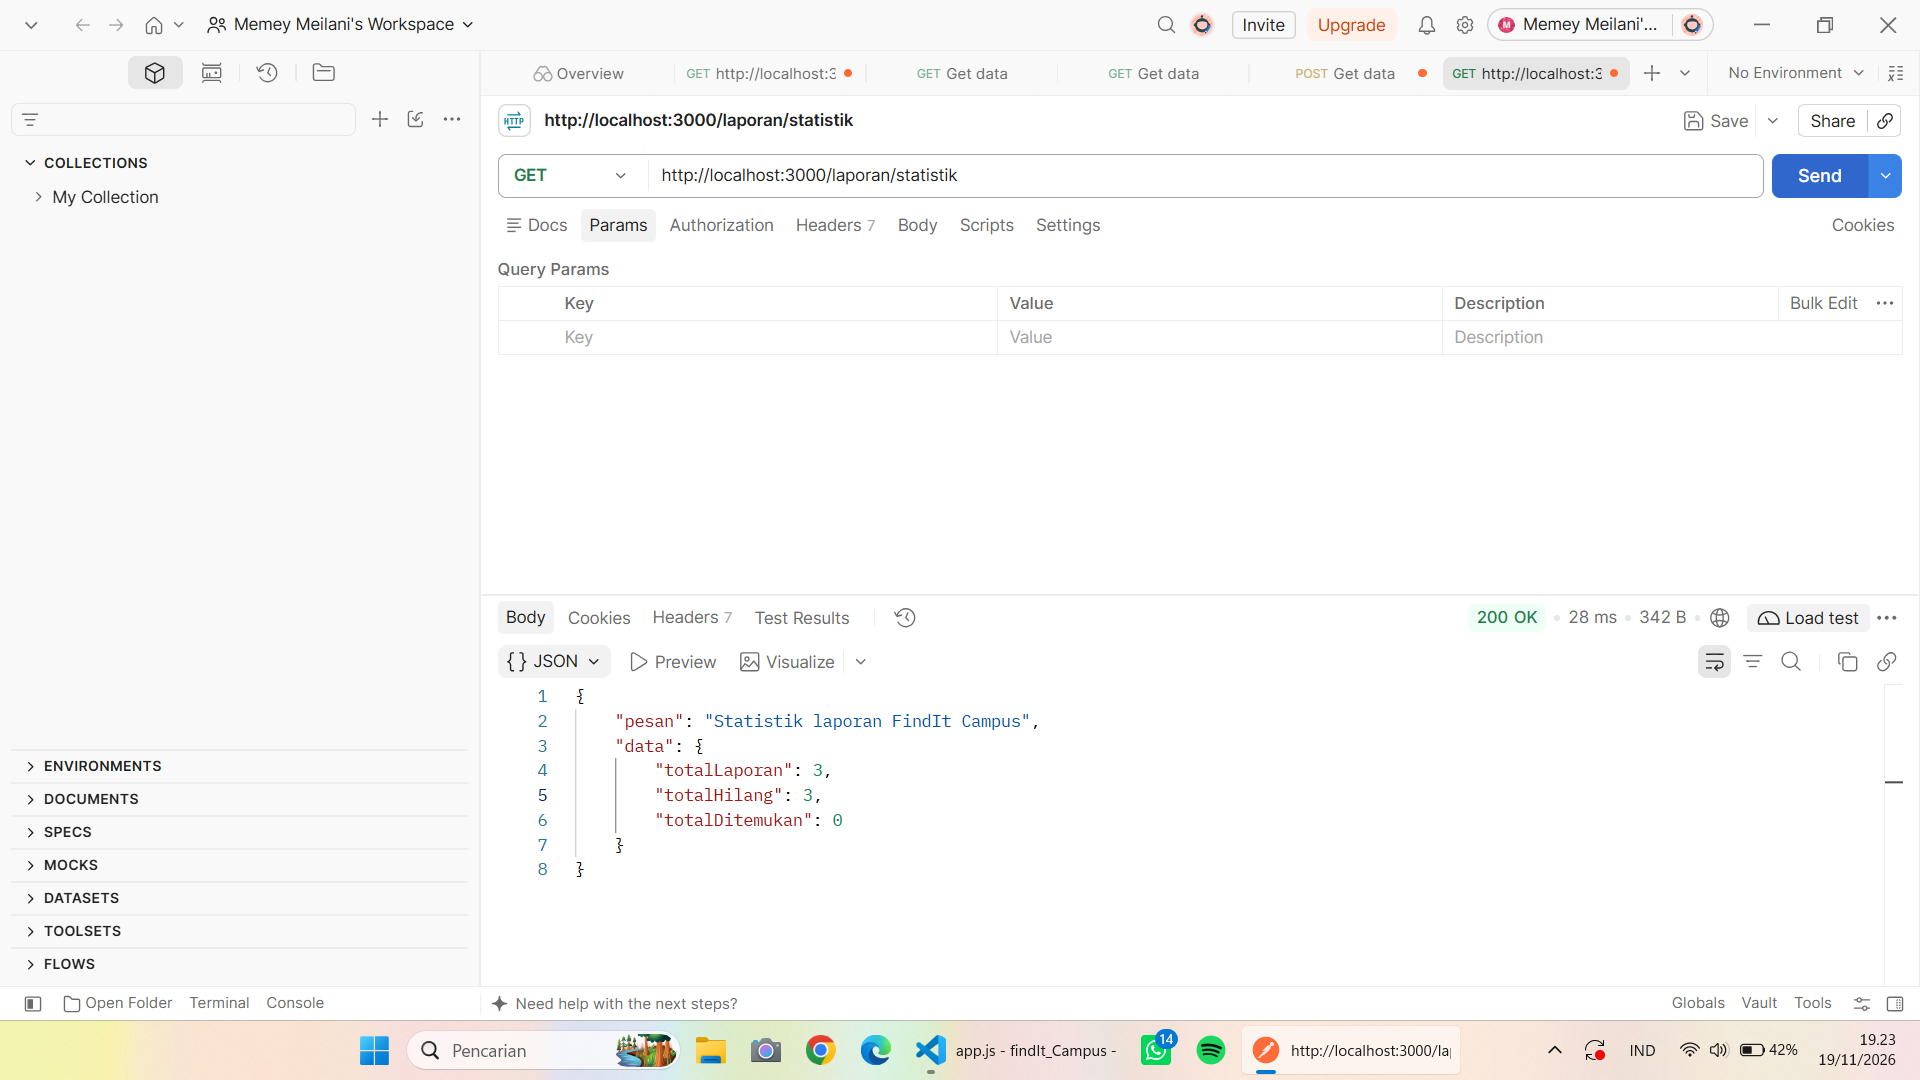 Memey Meilani's Workspace
Invite
Upgrade
M
Memey Meilani'...
Overview
GET http://localhost:3
GET Get data
GET Get data
POST Get data
GET http://localhost:3
No Environment
HTTP
http://localhost:3000/laporan/statistik
Save
Share
COLLECTIONS
My Collection
GET
http://localhost:3000/laporan/statistik
Send
Docs
Params
Authorization
Headers 7
Body
Scripts
Settings
Cookies
Query Params
Key
Value
Description
Bulk Edit
Key
Value
Description
Body
Cookies
Headers 7
Test Results
200 OK
28 ms
342 B
Load test
{} JSON
Preview
Visualize
1 {
2 "pesan": "Statistik laporan FindIt Campus",
3 "data": {
4 "totalLaporan": 3,
5 "totalHilang": 3,
6 "totalDitemukan": 0
7 }
8 }
ENVIRONMENTS
DOCUMENTS
SPECS
MOCKS
DATASETS
TOOLSETS
FLOWS
Open Folder
Terminal
Console
Need help with the next steps?
Globals
Vault
Tools
Pencarian
app.js - findIt_Campus -
14
http://localhost:3000/la
IND
42%
19.23
19/11/2026